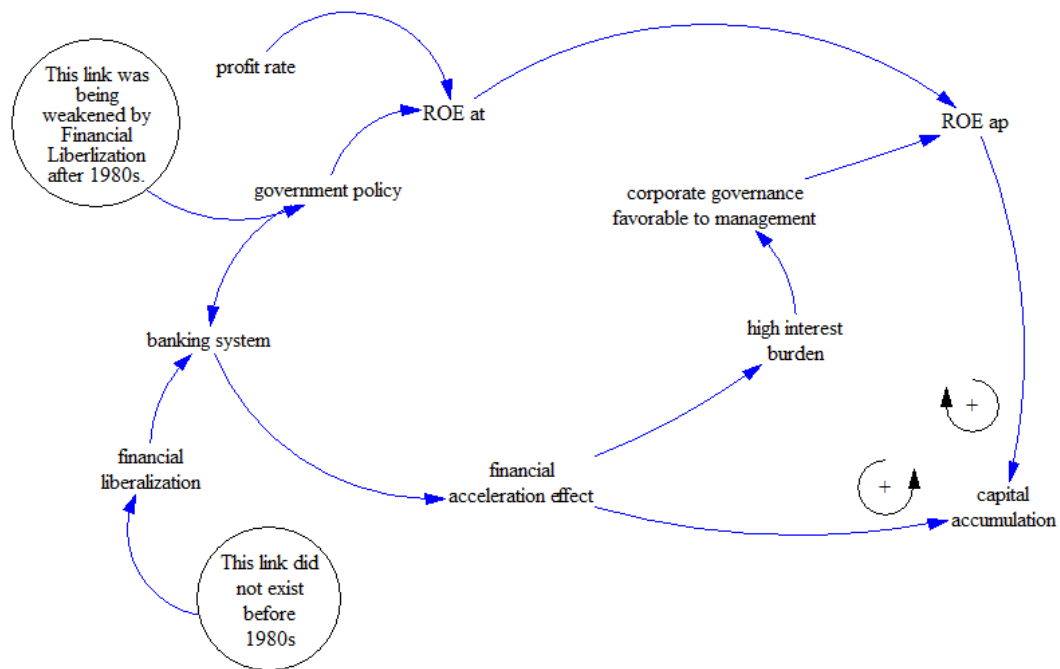 profit rate
This link was
being
weakened by
Financial
Liberlization
after 1980s.
ROE at
ROE ap
government policy
corporate governance
favorable to management
banking system
high interest
burden
financial
liberalization
financial
acceleration effect
+
+
capital
accumulation
This link did
not exist
before
1980s